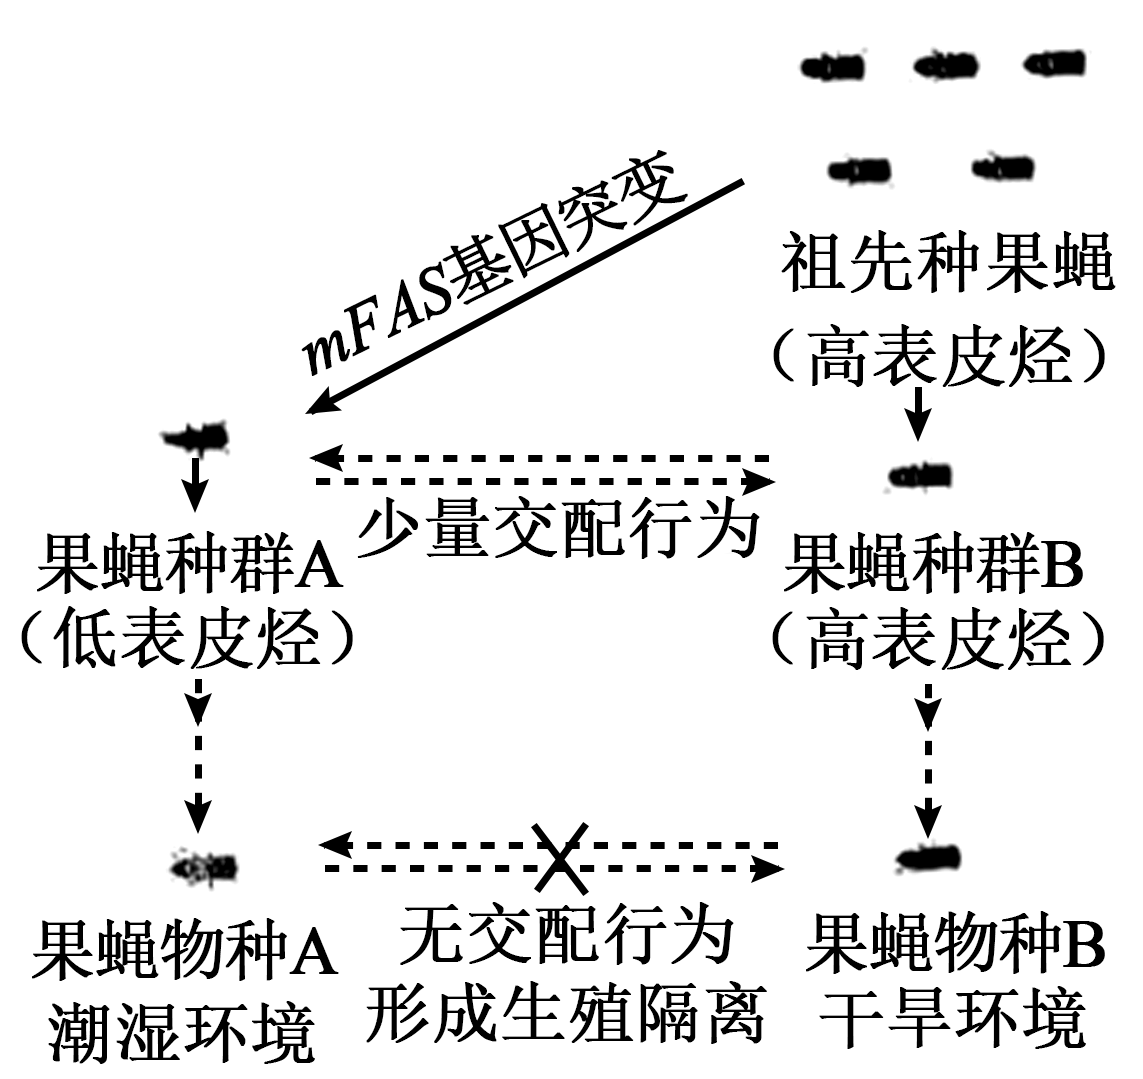 mFAS基因突变
祖先种果蝇
（高表皮烃）
少量交配行为
果蝇种群A
（低表皮烃）
果蝇种群B
（高表皮烃）
无交配行为
形成生殖隔离
果蝇物种A
潮湿环境
果蝇物种B
干旱环境